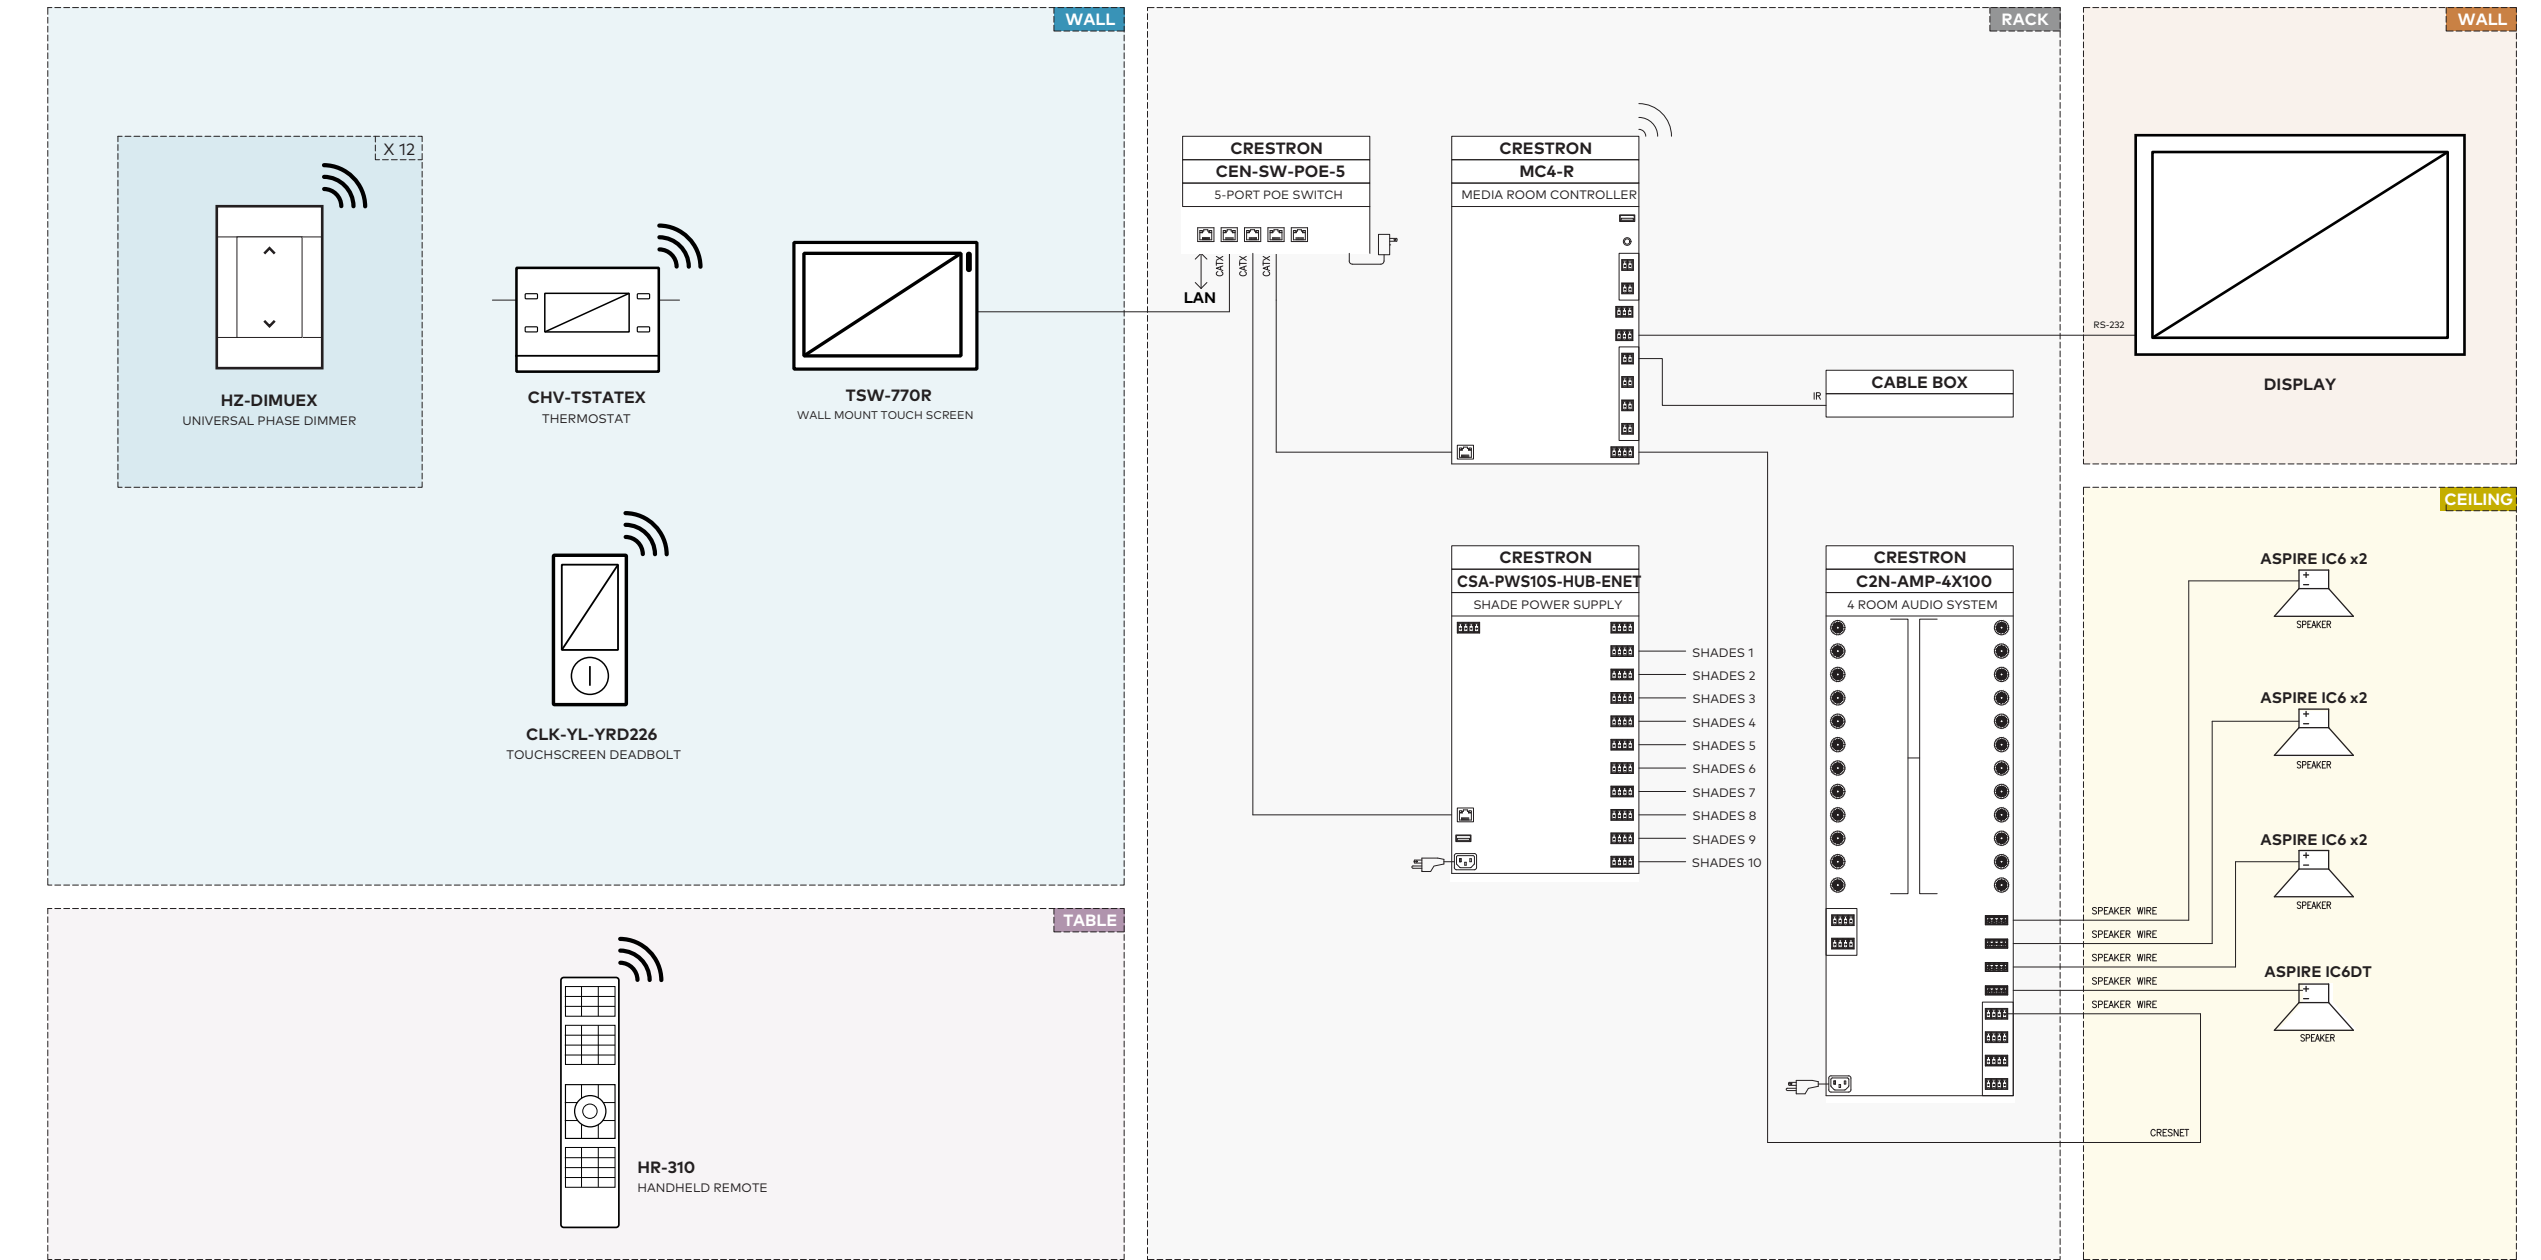 WALL
X 12
HZ-DIMUEX
UNIVERSAL PHASE DIMMER
CHV-TSTATEX
THERMOSTAT
TSW-770R
WALL MOUNT TOUCH SCREEN
CLK-YL-YRD226
TOUCHSCREEN DEADBOLT
TABLE
HR-310
HANDHELD REMOTE
RACK
CRESTRON
CEN-SW-POE-5
5-PORT POE SWITCH
LAN
CATX
CATX
CATX
CRESTRON
MC4-R
MEDIA ROOM CONTROLLER
IR
CABLE BOX
CRESTRON
CSA-PWS10S-HUB-ENET
SHADE POWER SUPPLY
SHADES 1
SHADES 2
SHADES 3
SHADES 4
SHADES 5
SHADES 6
SHADES 7
SHADES 8
SHADES 9
SHADES 10
CRESTRON
C2N-AMP-4X100
4 ROOM AUDIO SYSTEM
WALL
RS-232
DISPLAY
CEILING
ASPIRE IC6 x2
+
−
SPEAKER
ASPIRE IC6 x2
+
−
SPEAKER
ASPIRE IC6 x2
+
−
SPEAKER
ASPIRE IC6DT
+
−
SPEAKER
SPEAKER WIRE
SPEAKER WIRE
SPEAKER WIRE
SPEAKER WIRE
SPEAKER WIRE
CRESNET